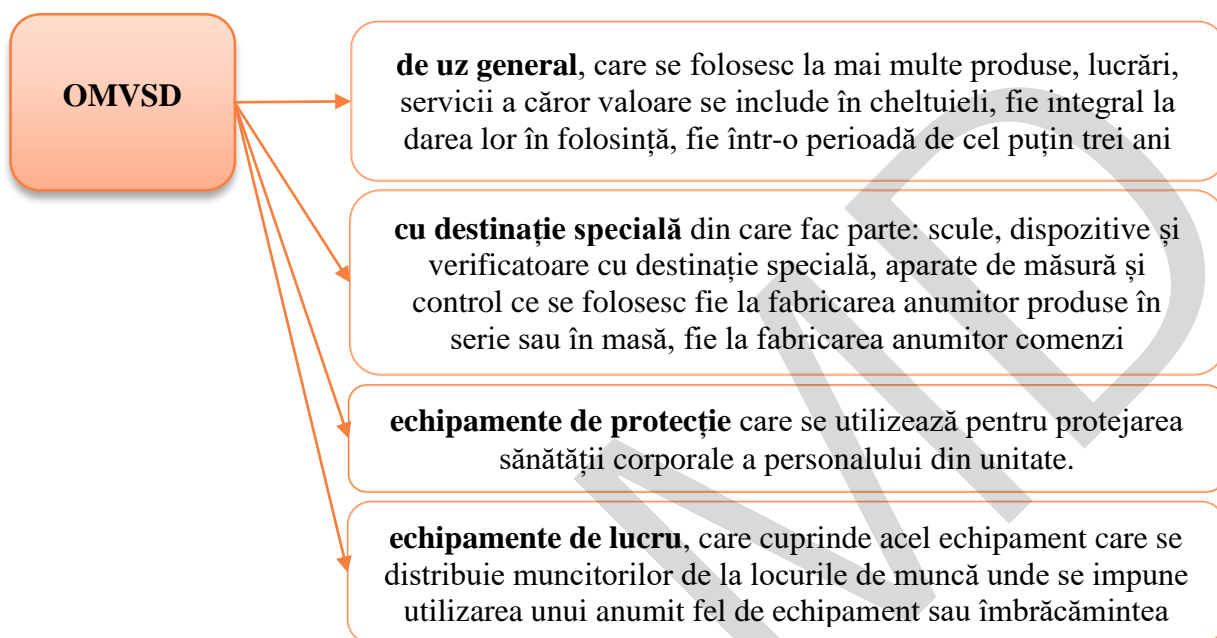 OMVSD
de uz general, care se folosesc la mai multe produse, lucrări,
servicii a căror valoare se include în cheltuieli, fie integral la
darea lor în folosință, fie într-o perioadă de cel puțin trei ani
cu destinație specială din care fac parte: scule, dispozitive și
verificatoare cu destinație specială, aparate de măsură și
control ce se folosesc fie la fabricarea anumitor produse în
serie sau în masă, fie la fabricarea anumitor comenzi
echipamente de protecție care se utilizează pentru protejarea
sănătății corporale a personalului din unitate.
echipamente de lucru, care cuprinde acel echipament care se
distribuie muncitorilor de la locurile de muncă unde se impune
utilizarea unui anumit fel de echipament sau îmbrăcămintea